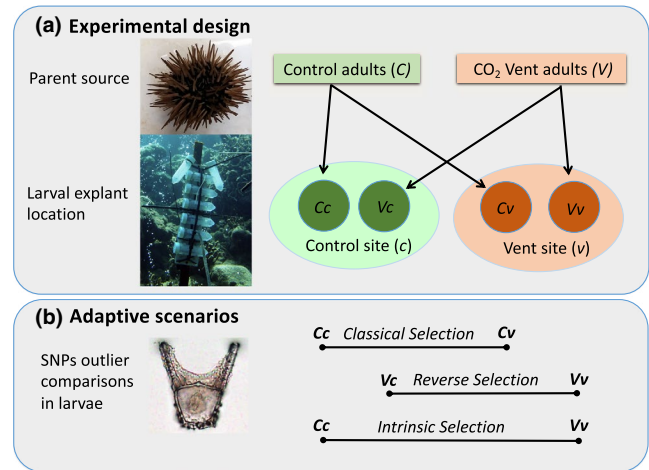 (a) Experimental design
Parent source
Control adults (C)
CO₂ Vent adults (V)
Larval explant
location
Cc
Vc
Cv
Vv
Control site (c)
Vent site (v)
(b) Adaptive scenarios
SNPs outlier
comparisons
in larvae
Cc Classical Selection Cv
Vc Reverse Selection Vv
Cc Intrinsic Selection Vv